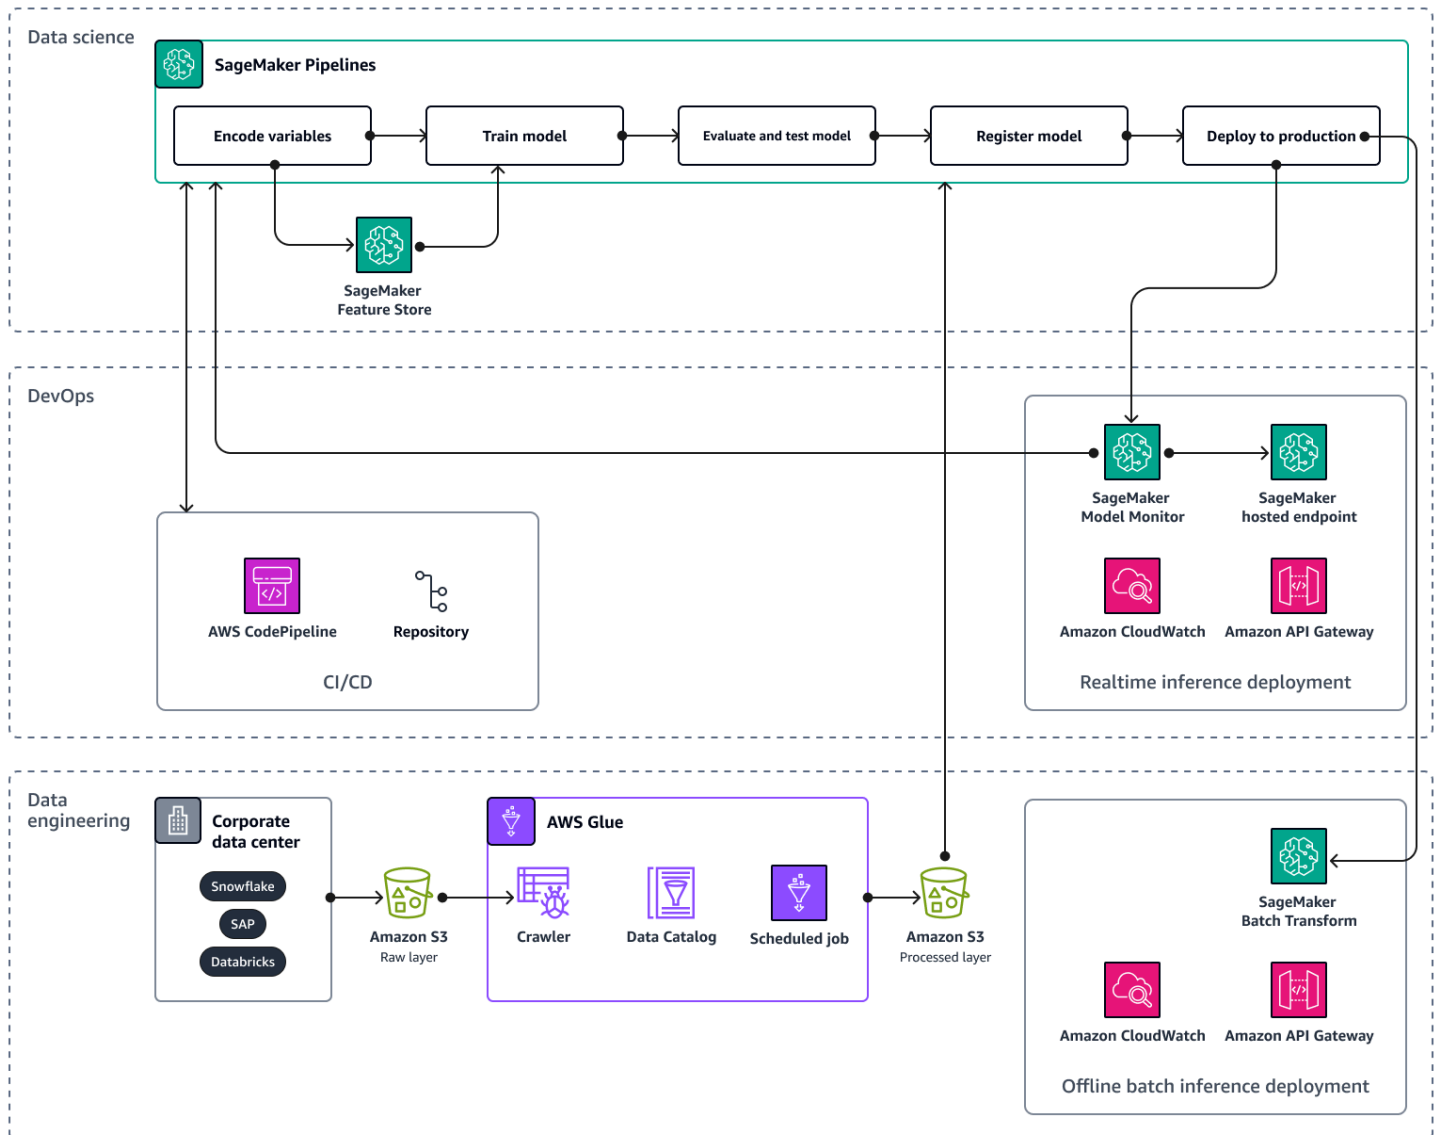 Data science
SageMaker Pipelines
Encode variables
Train model
Evaluate and test model
Register model
Deploy to production
SageMaker
Feature Store
DevOps
SageMaker
Model Monitor
SageMaker
hosted endpoint
AWS CodePipeline
Repository
CI/CD
Amazon CloudWatch
Amazon API Gateway
Realtime inference deployment
Data
engineering
Corporate
data center
Snowflake
SAP
Databricks
Amazon S3
Raw layer
AWS Glue
Crawler
Data Catalog
Scheduled job
Amazon S3
Processed layer
SageMaker
Batch Transform
Amazon CloudWatch
Amazon API Gateway
Offline batch inference deployment